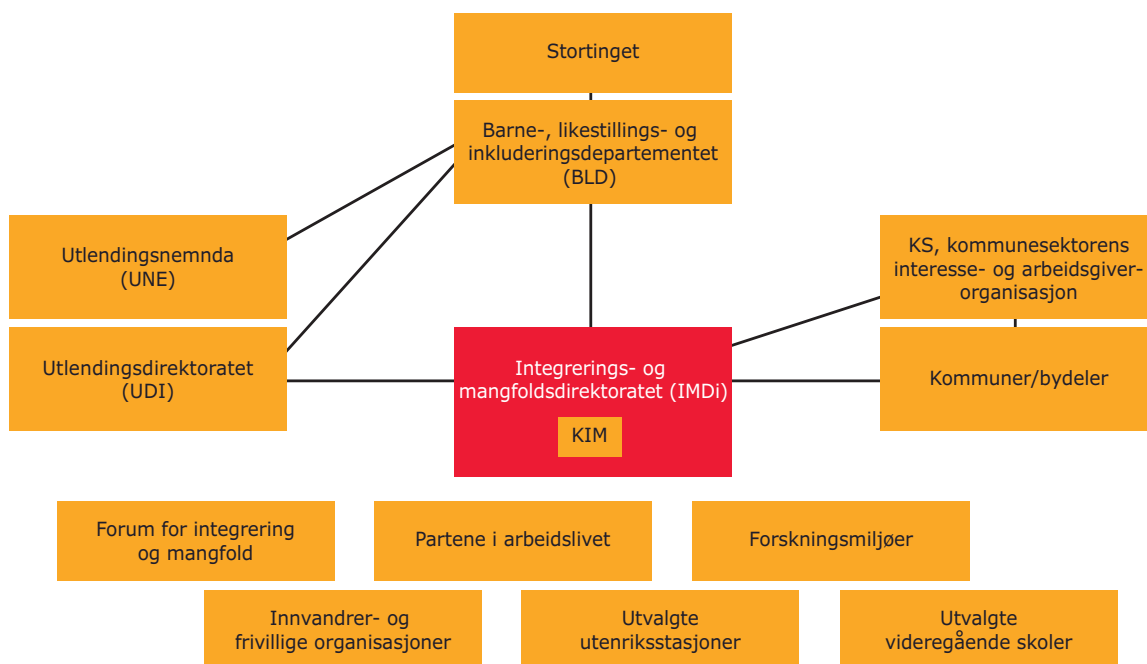 Stortinget
Barne-, likestillings- og
inkluderingsdepartementet
(BLD)
Utlendingsnemnda
(UNE)
KS, kommunesektorens
interesse- og arbeidsgiver-
organisasjon
Utlendingsdirektoratet
(UDI)
Integrerings- og
mangfoldsdirektoratet (IMDi)
KIM
Kommuner/bydeler
Forum for integrering
og mangfold
Partene i arbeidslivet
Forskningsmiljøer
Innvandrer- og
frivillige organisasjoner
Utvalgte
utenriksstasjoner
Utvalgte
videregående skoler